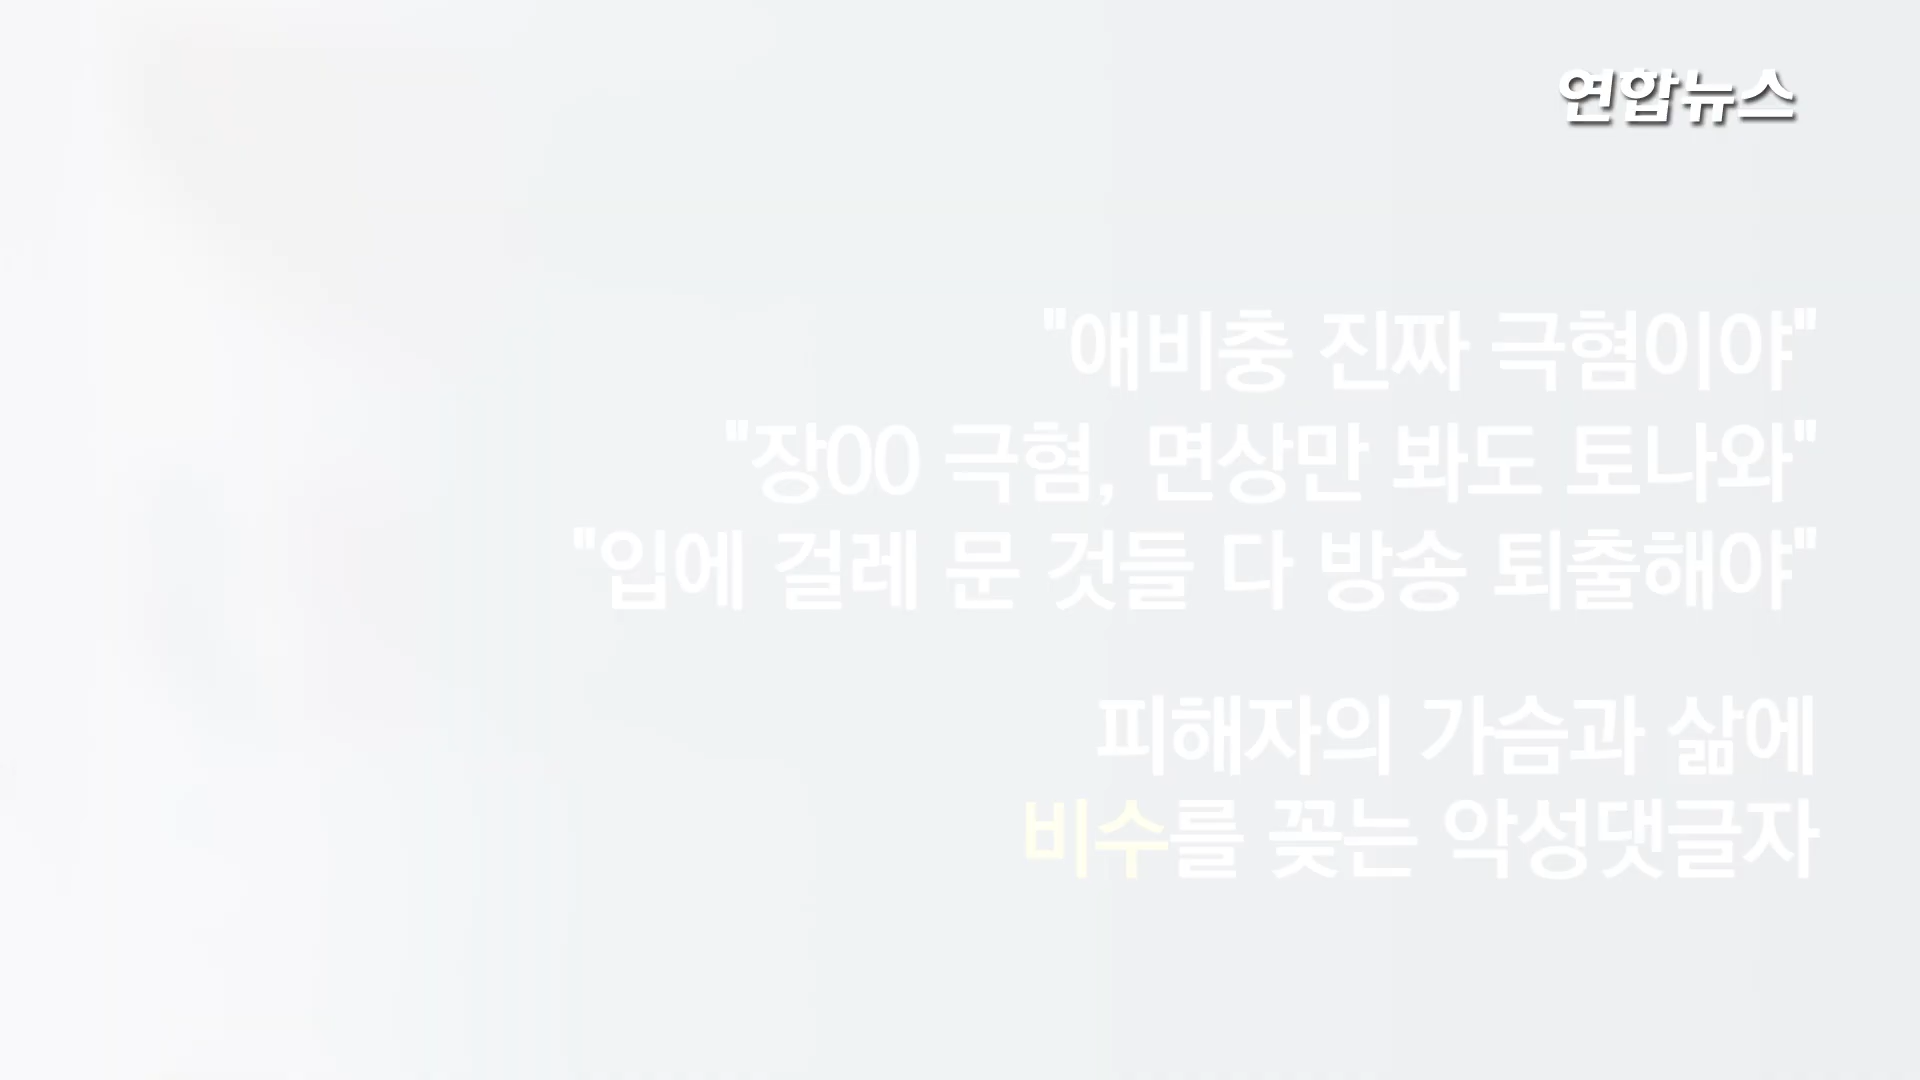 연합뉴스
"애비충 진짜 극혐이야"
"장00 극혐, 면상만 봐도 토나와"
"입에 걸레 문 것들 다 방송 퇴출해야"
피해자의 가슴과 삶에
비수를 꽂는 악성댓글자